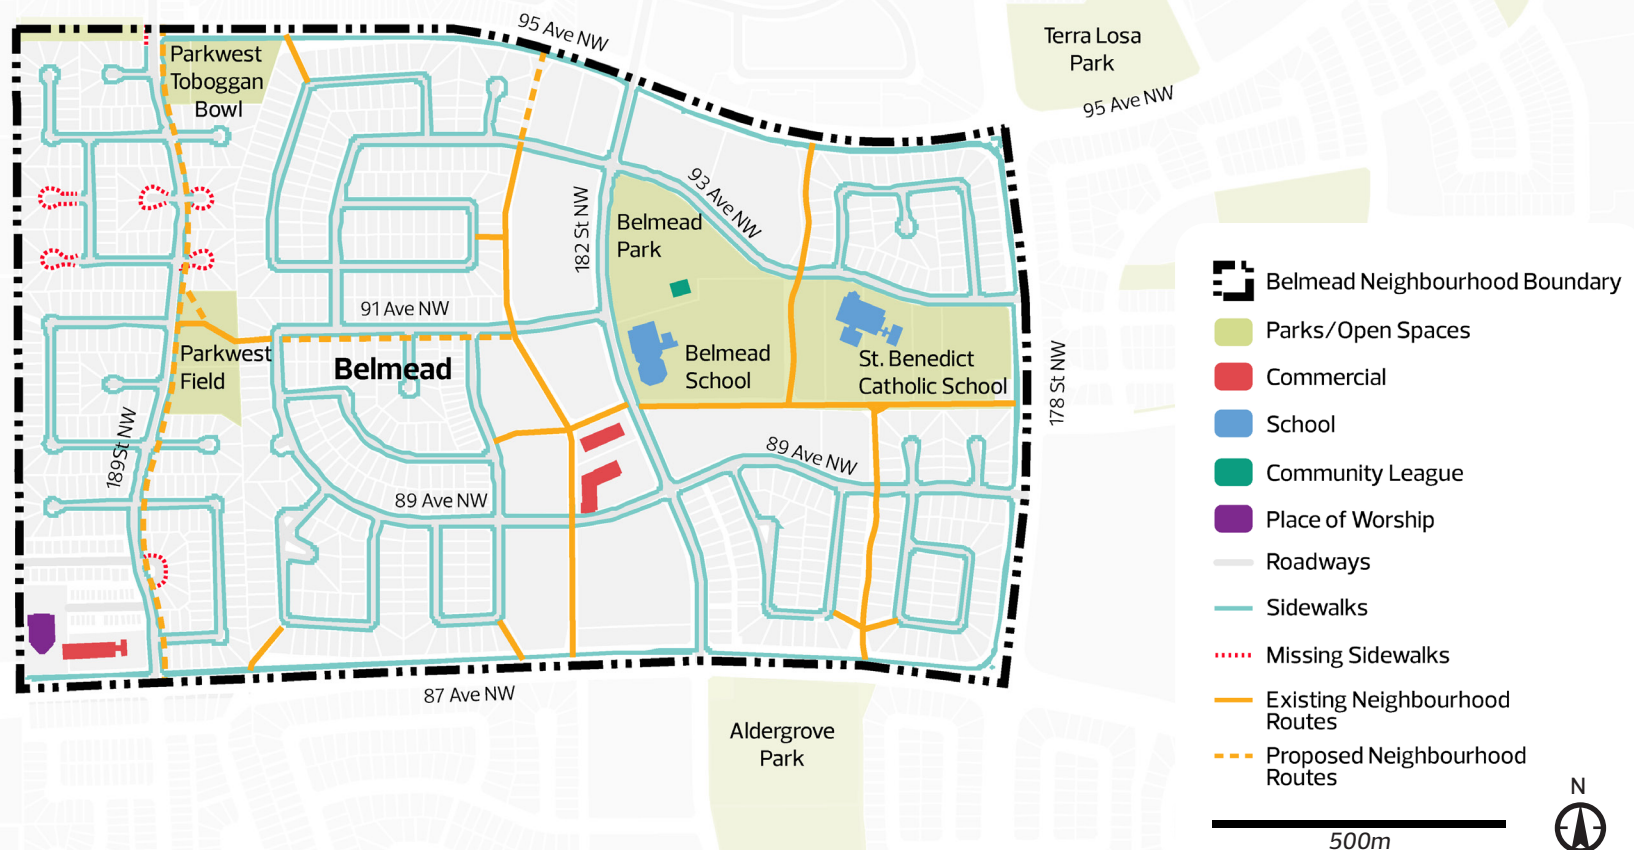 95 Ave NW
Parkwest
Toboggan
Bowl
Terra Losa
Park
95 Ave NW
93 Ave NW
182 St NW
Belmead
Park
91 Ave NW
Parkwest
Field
Belmead
Belmead
School
St. Benedict
Catholic School
178 St NW
189 St NW
89 Ave NW
89 Ave NW
87 Ave NW
Aldergrove
Park
Belmead Neighbourhood Boundary
Parks/Open Spaces
Commercial
School
Community League
Place of Worship
Roadways
Sidewalks
Missing Sidewalks
Existing Neighbourhood
Routes
Proposed Neighbourhood
Routes
N
500m